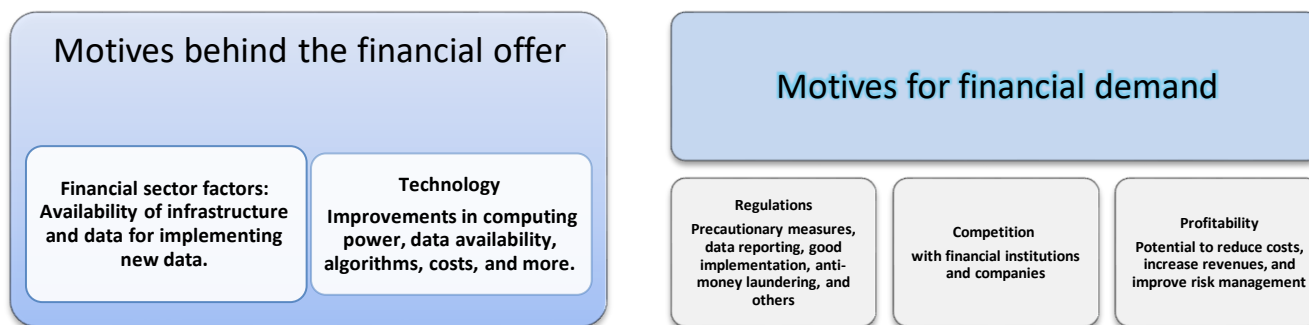 Motives behind the financial offer
Financial sector factors:
Availability of infrastructure
and data for implementing
new data.
Technology
Improvements in computing
power, data availability,
algorithms, costs, and more.
Motives for financial demand
Regulations
Precautionary measures,
data reporting, good
implementation, anti-
money laundering, and
others
Competition
with financial institutions
and companies
Profitability
Potential to reduce costs,
increase revenues, and
improve risk management